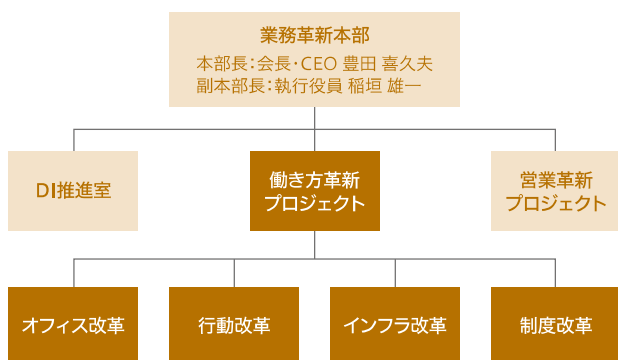 業務革新本部
本部長：会長・CEO 豊田 喜久夫
副本部長：執行役員 稲垣 雄一
DI推進室
働き方革新
プロジェクト
営業革新
プロジェクト
オフィス改革
行動改革
インフラ改革
制度改革